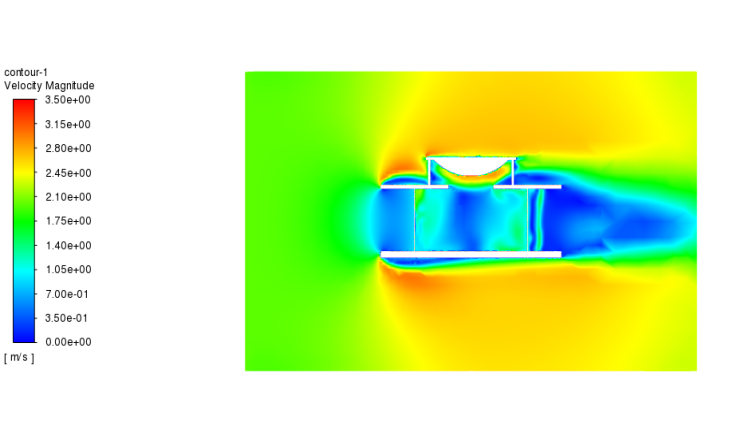 contour-1
Velocity Magnitude
3.50e+00
3.15e+00
2.80e+00
2.45e+00
2.10e+00
1.75e+00
1.40e+00
1.05e+00
7.00e-01
3.50e-01
0.00e+00
[ m/s ]